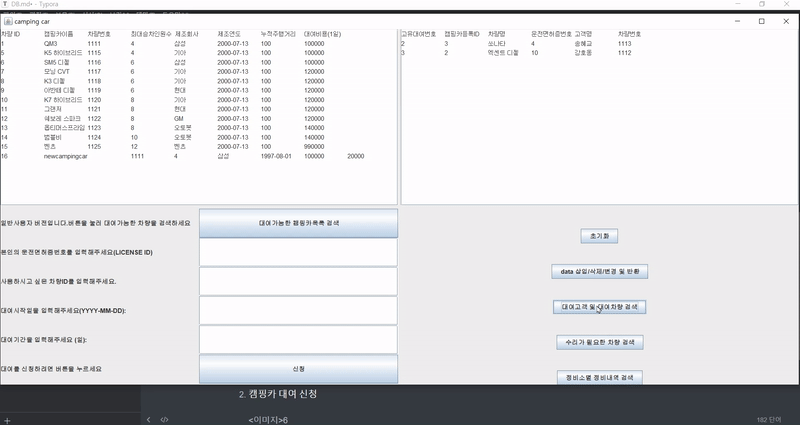 DB.md• - Typora
camping car
차량 ID 캠핑카이름 차량번호 최대승차인원수 제조회사 제조연도 누적주행거리 대여비용(1일)
1 QM3 1111 4 삼성 2000-07-13 100 100000
5 K5 하이브리드 1115 6 기아 2000-07-13 100 100000
6 SM5 디젤 1116 6 삼성 2000-07-13 100 100000
7 모닝 CVT 1117 6 기아 2000-07-13 100 100000
8 K3 디젤 1118 6 기아 2000-07-13 100 100000
9 아반떼 디젤 1119 6 현대 2000-07-13 100 100000
10 K7 하이브리드 1120 8 기아 2000-07-13 100 120000
11 그랜저 1121 8 현대 2000-07-13 100 120000
12 쉐보레 스파크 1122 8 GM 2000-07-13 100 120000
13 옵티머스프라임 1123 8 오토봇 2000-07-13 100 140000
14 범블비 1124 10 오토봇 2000-07-13 100 140000
15 벤츠 1125 12 벤츠 2000-07-13 100 990000
16 newcampingcar 1111 4 삼성 1997-08-01 100000 20000
고유대여번호 캠핑카등록ID 차량명 운전면허증번호 고객명
2 3 쏘나타 4 송혜교 1113
3 2 엑센트 디젤 10 강호동 1112
일반사용자 버전입니다.버튼을 눌러 대여가능한 차량을 검색하세요
대여가능한 캠핑카목록 검색
본인의 운전면허증번호를 입력해주세요(LICENSE ID)
사용하시고 싶은 차량ID를 입력해주세요.
대여시작일을 입력해주세요(YYYY-MM-DD):
대여기간을 입력해주세요 (일):
대여를 신청하려면 버튼을 누르세요
신청
초기화
data 삽입/삭제/변경 및 반환
대여고객 및 대여차량 검색
수리가 필요한 차량 검색
정비소별 정비내역 검색
2. 캠핑카 대여 신청
<이미지>6
182 단어